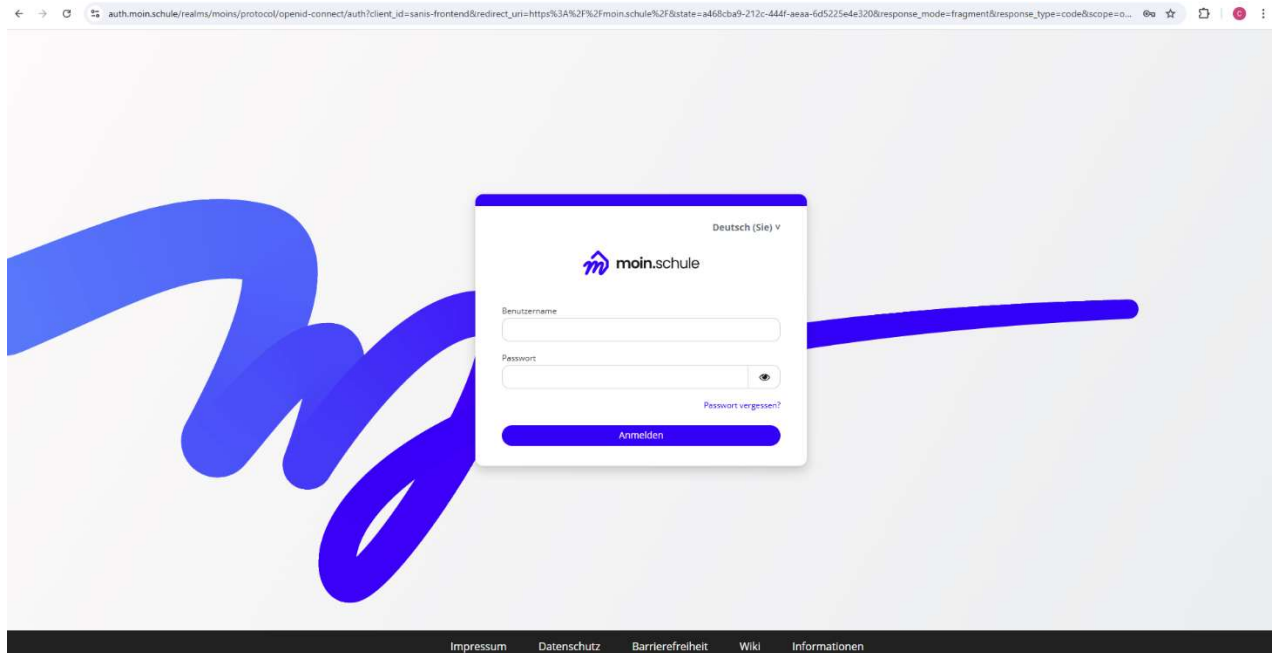 auth.moin.schule/realms/moins/protocol/openid-connect/auth?client_id=sanis-frontend&redirect_uri=https%3A%2F%2Fmoin.schule%2F&state=a468cba9-212c-444f-aeaa-6d5225e4e320&response_mode=fragment&response_type=code&scope=o...
C
Deutsch (Sie) v
m moin.schule
Benutzername
Passwort
Passwort vergessen?
Anmelden
Impressum Datenschutz Barrierefreiheit Wiki Informationen